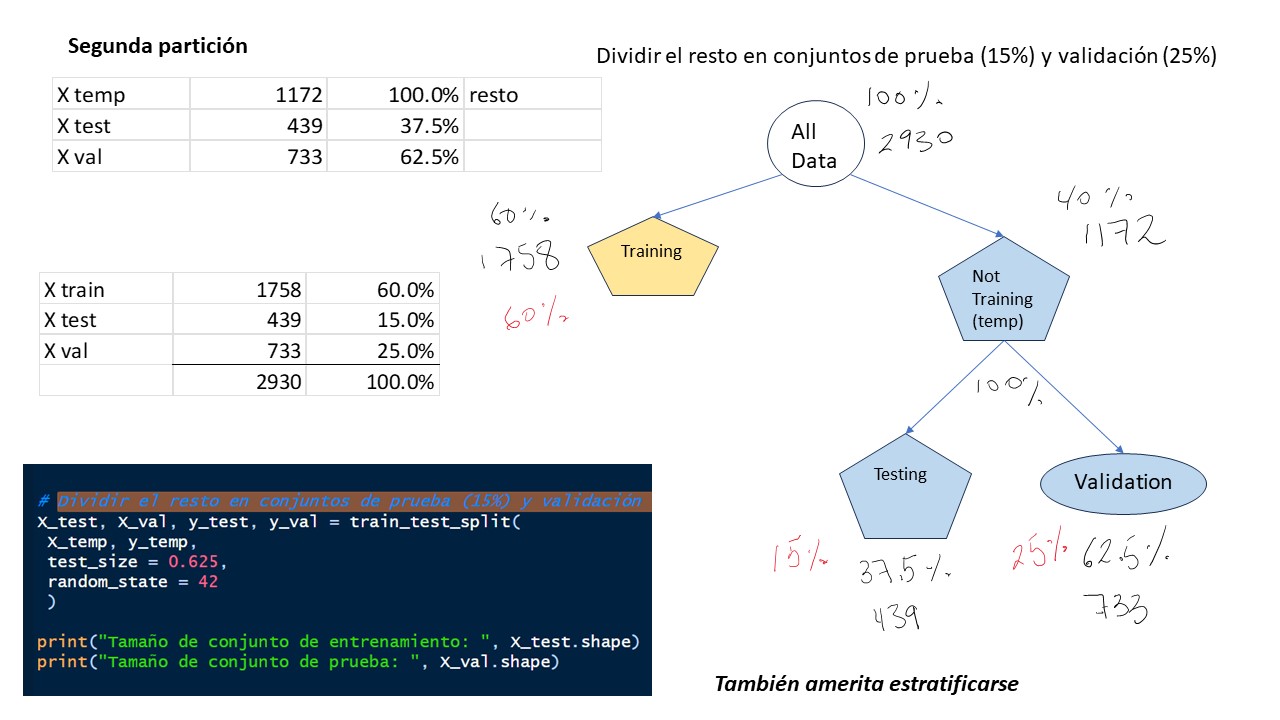 Segunda partición
X temp 1172 100.0% resto
X test 439 37.5%
X val 733 62.5%
X train 1758 60.0%
X test 439 15.0%
X val 733 25.0%
2930 100.0%
# Dividir el resto en conjuntos de prueba (15%) y validación
X_test, X_val, y_test, y_val = train_test_split(
X_temp, y_temp,
test_size = 0.625,
random_state = 42
)
print("Tamaño de conjunto de entrenamiento: ", X_test.shape)
print("Tamaño de conjunto de prueba: ", X_val.shape)
Dividir el resto en conjuntos de prueba (15%) y validación (25%)
100%
All
Data
2930
60%
1758
60%
Training
40%
1172
Not
Training
(temp)
100%
Testing
Validation
15%
37.5%
439
25%
62.5%
733
También amerita estratificarse